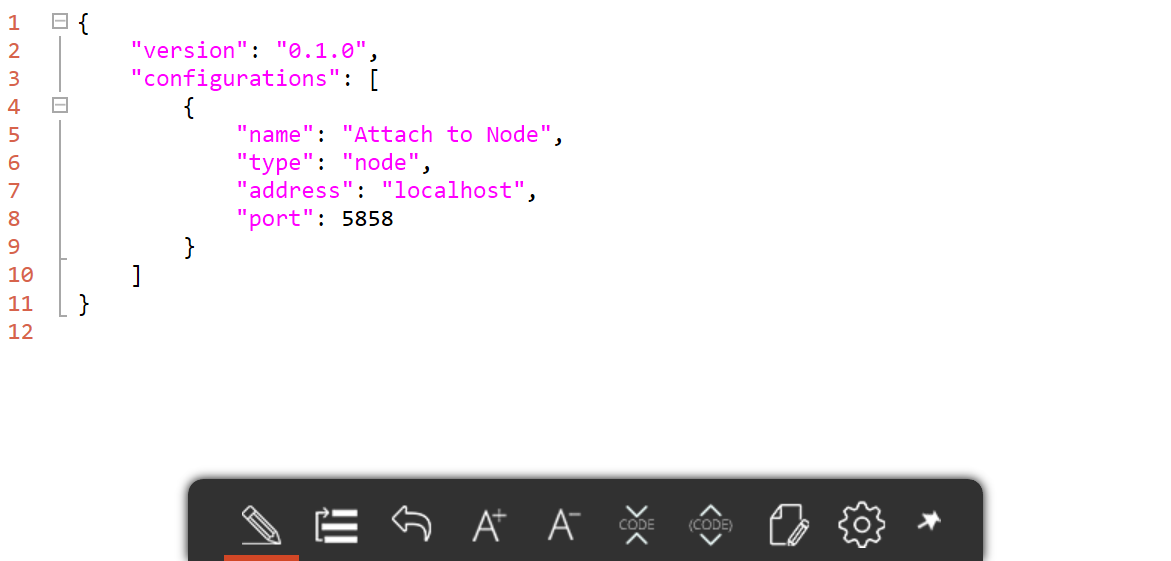 1 {
2     "version": "0.1.0",
3     "configurations": [
4         {
5             "name": "Attach to Node",
6             "type": "node",
7             "address": "localhost",
8             "port": 5858
9         }
10     ]
11 }
12
A+ A- CODE (CODE)